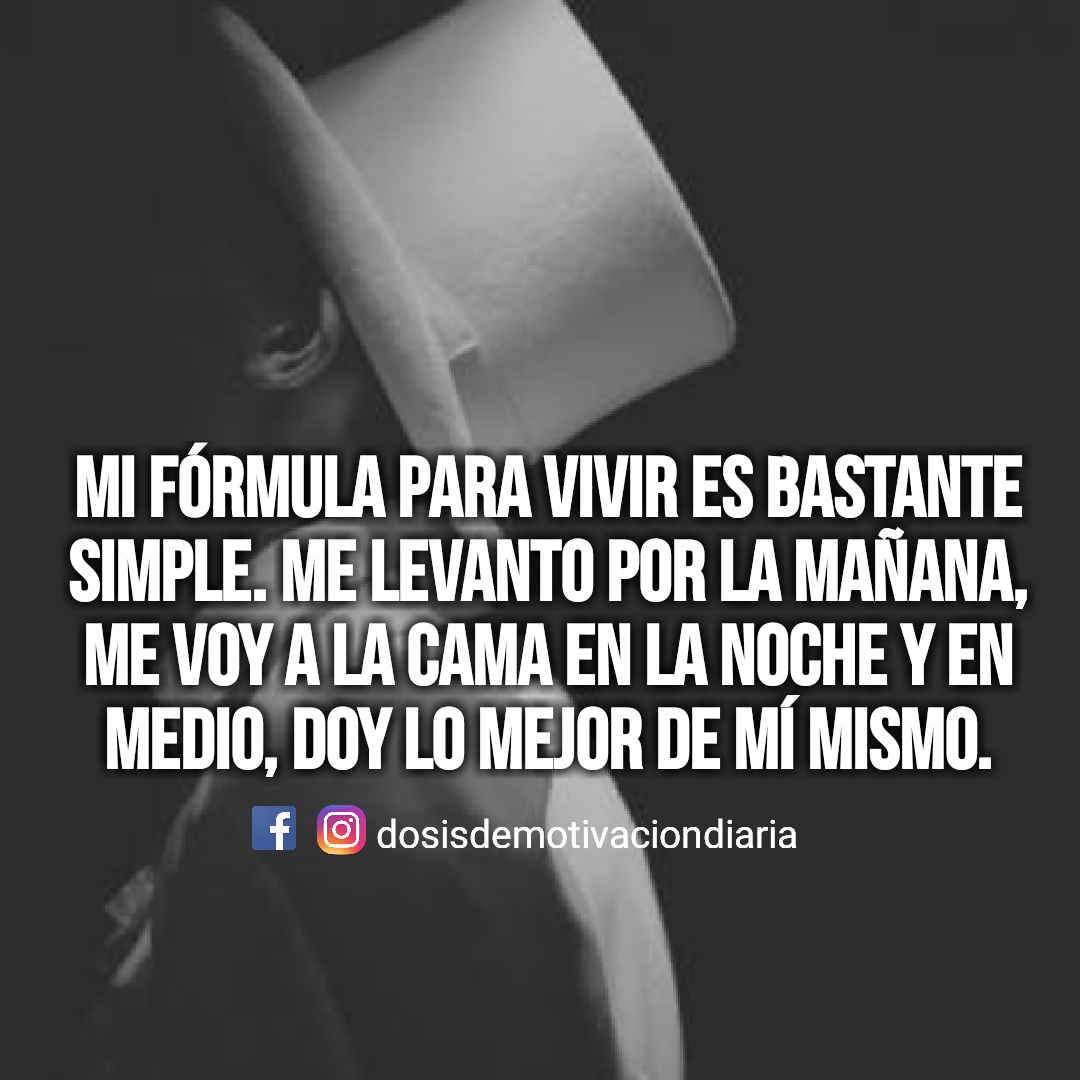 MI FÓRMULA PARA VIVIR ES BASTANTE
SIMPLE. ME LEVANTO POR LA MAÑANA,
ME VOY A LA CAMA EN LA NOCHE Y EN
MEDIO, DOY LO MEJOR DE MÍ MISMO.
dosisdemotivaciondiaria